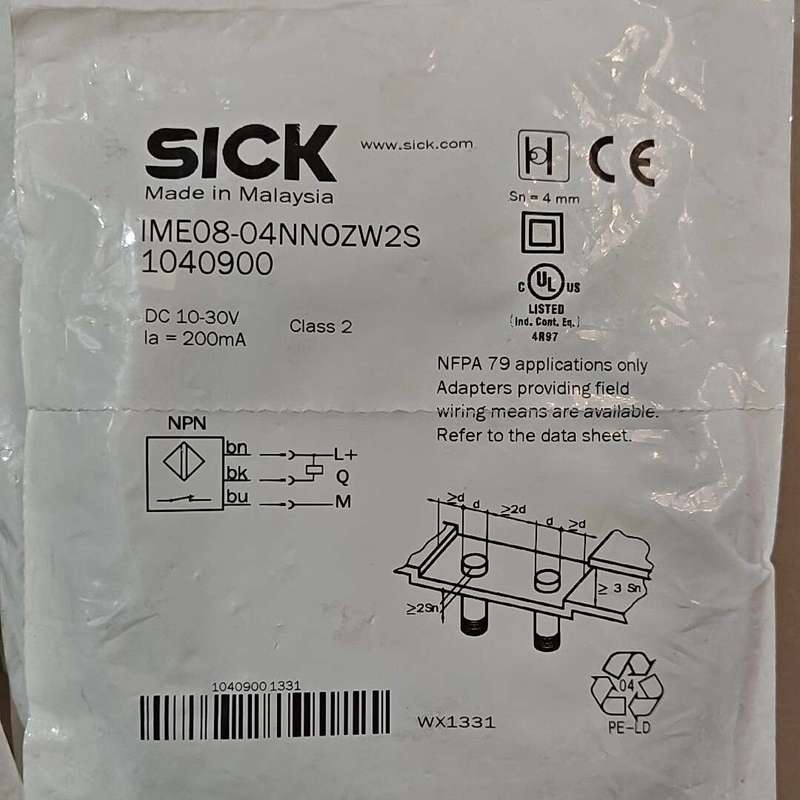 SICK
www.sick.com
Made in Malaysia
Sn = 4 mm
CE
IME08-04NNOZW2S
1040900
C UL US
LISTED
(Ind. Cont. Eq.)
4R97
DC 10-30V
Ia = 200mA
Class 2
NFPA 79 applications only
Adapters providing field
wiring means are available.
Refer to the data sheet.
NPN
bn
L+
bk
Q
bu
M
≥d
d
≥2d
d
≥d
≥ 3 Sn
≥2Sn
10409001331
WX1331
04
PE-LD